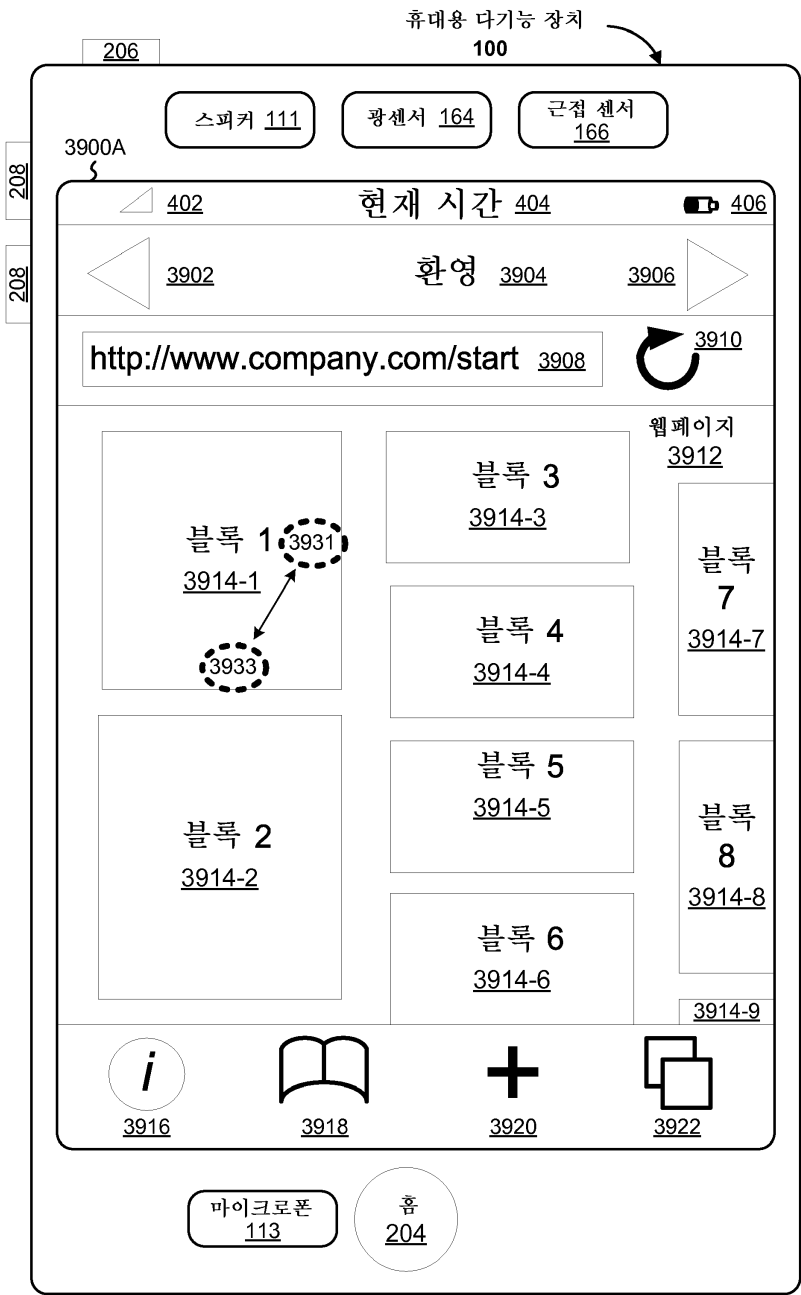 휴대용 다기능 장치
100
206
스피커 111
광센서 164
근접 센서
166
3900A
208
208
402
현재 시간 404
406
3902
환영 3904
3906
http://www.company.com/start 3908
3910
웹페이지
3912
블록 1
3914-1
3931
3933
블록 2
3914-2
블록 3
3914-3
블록 4
3914-4
블록 5
3914-5
블록 6
3914-6
블록
7
3914-7
블록
8
3914-8
3914-9
i
3916
3918
3920
3922
마이크로폰
113
홈
204